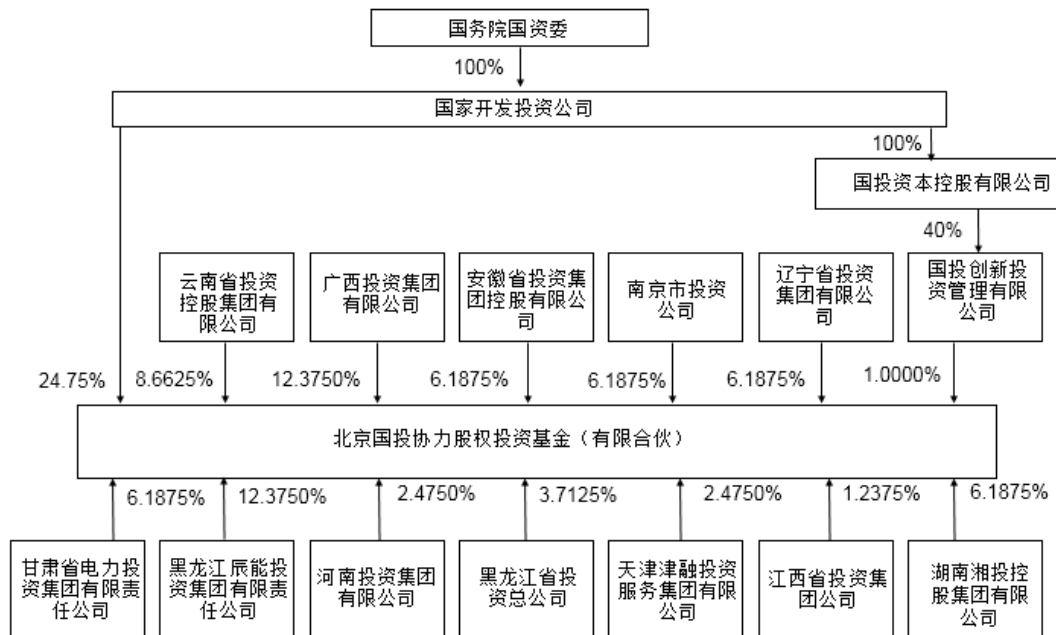 国务院国资委
100%
国家开发投资公司
100%
国投资本控股有限公司
40%
云南省投资
控股集团有
限公司
广西投资集团
有限公司
安徽省投资集
团控股有限公
司
南京市投资
公司
辽宁省投资
集团有限公
司
国投创新投
资管理有限
公司
24.75%
8.6625%
12.3750%
6.1875%
6.1875%
6.1875%
1.0000%
北京国投协力股权投资基金（有限合伙）
6.1875%
12.3750%
2.4750%
3.7125%
2.4750%
1.2375%
6.1875%
甘肃省电力投
资集团有限责
任公司
黑龙江辰能投
资集团有限责
任公司
河南投资集团
有限公司
黑龙江省投
资总公司
天津津融投资
服务集团有限
公司
江西省投资集
团公司
湖南湘投控
股集团有限
公司